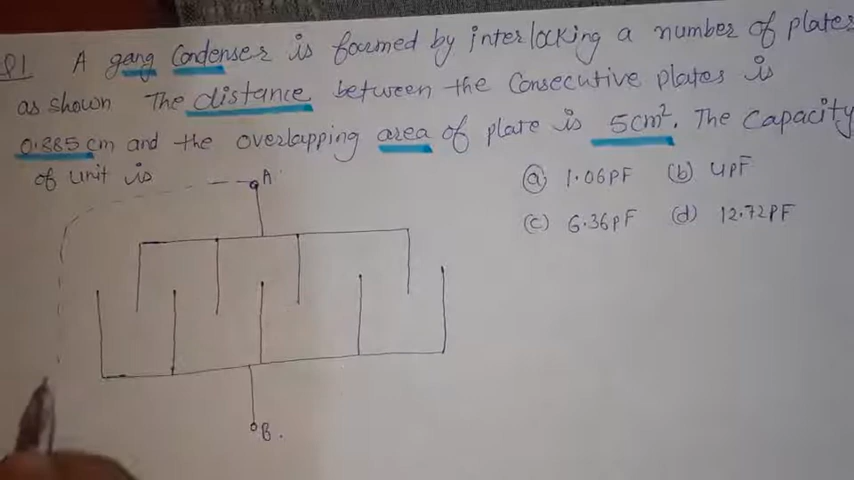 Q1 A gang Condenser is formed by interlocking a number of plates
as shown The distance between the Consecutive plates is
0.885 cm and the overlapping area of plate is 5cm². The Capacity
of unit is
(a) 1.06PF (b) 4PF
(c) 6.36PF (d) 12.72PF
A
B.